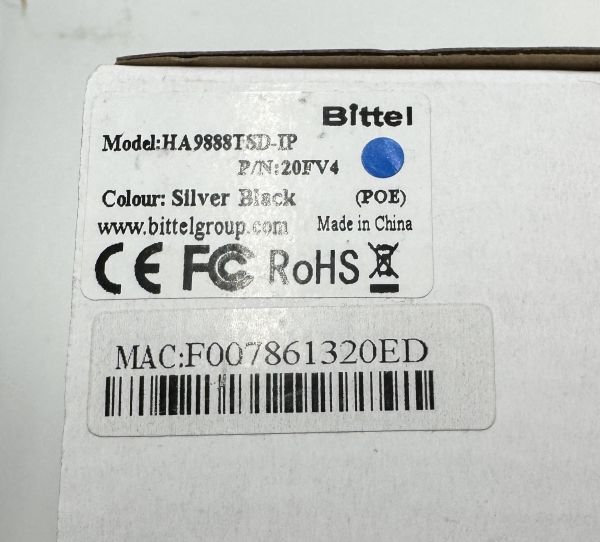 Bittel
Model:HA9888TSD-IP
P/N:20FV4
Colour: Silver Black
(POE)
www.bittelgroup.com
Made in China
CE FC RoHS
MAC:F007861320ED